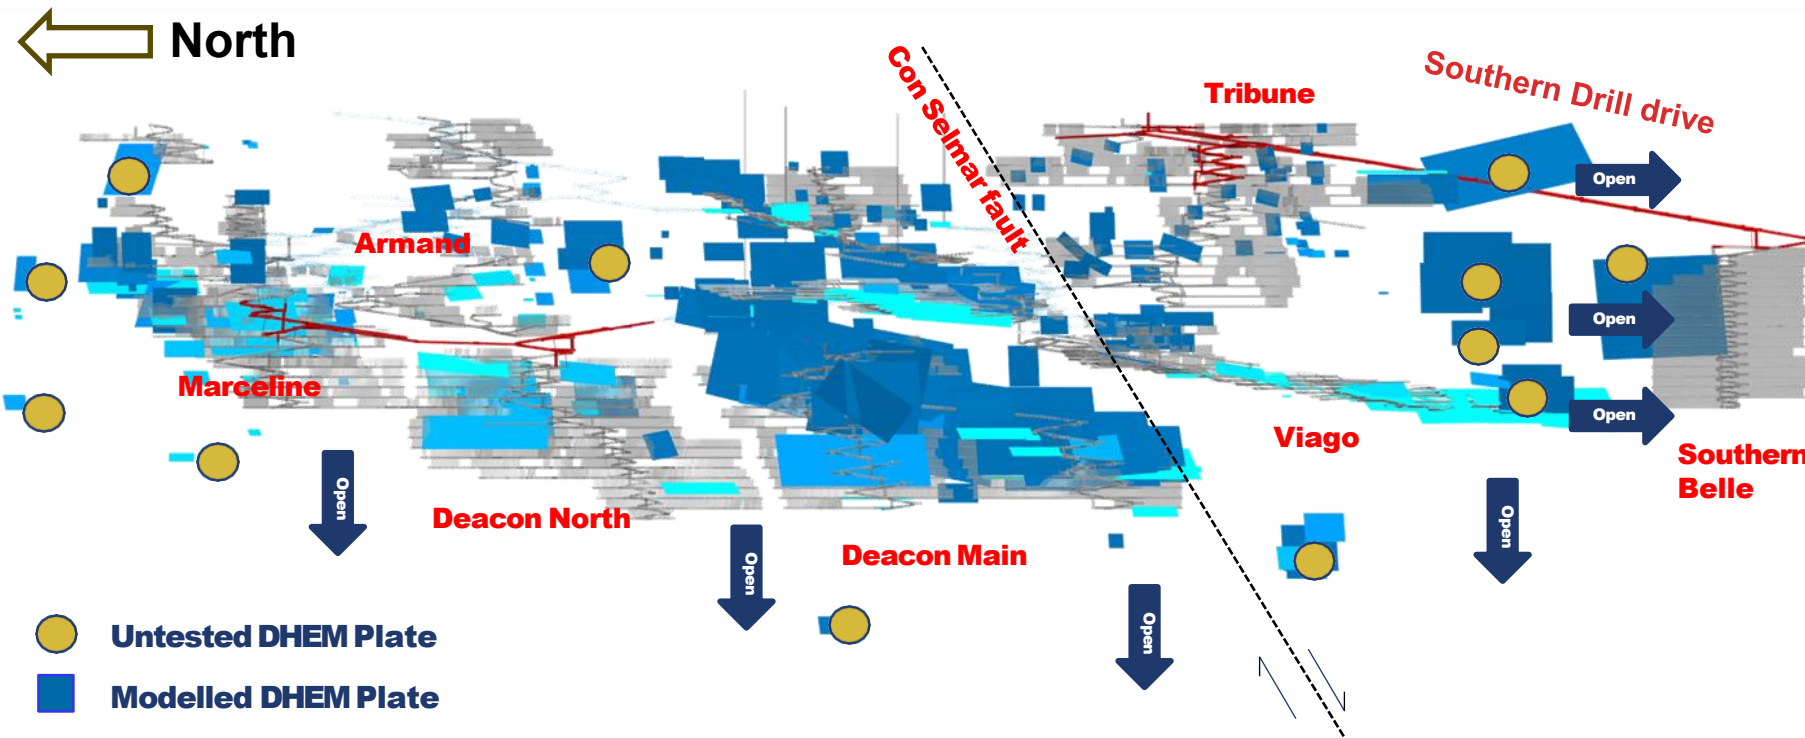 North
Con Selmar fault
Tribune
Southern Drill drive
Open
Armand
Open
Marceline
Open
Viago
Southern
Belle
Open
Open
Deacon North
Open
Deacon Main
Open
Untested DHEM Plate
Modelled DHEM Plate